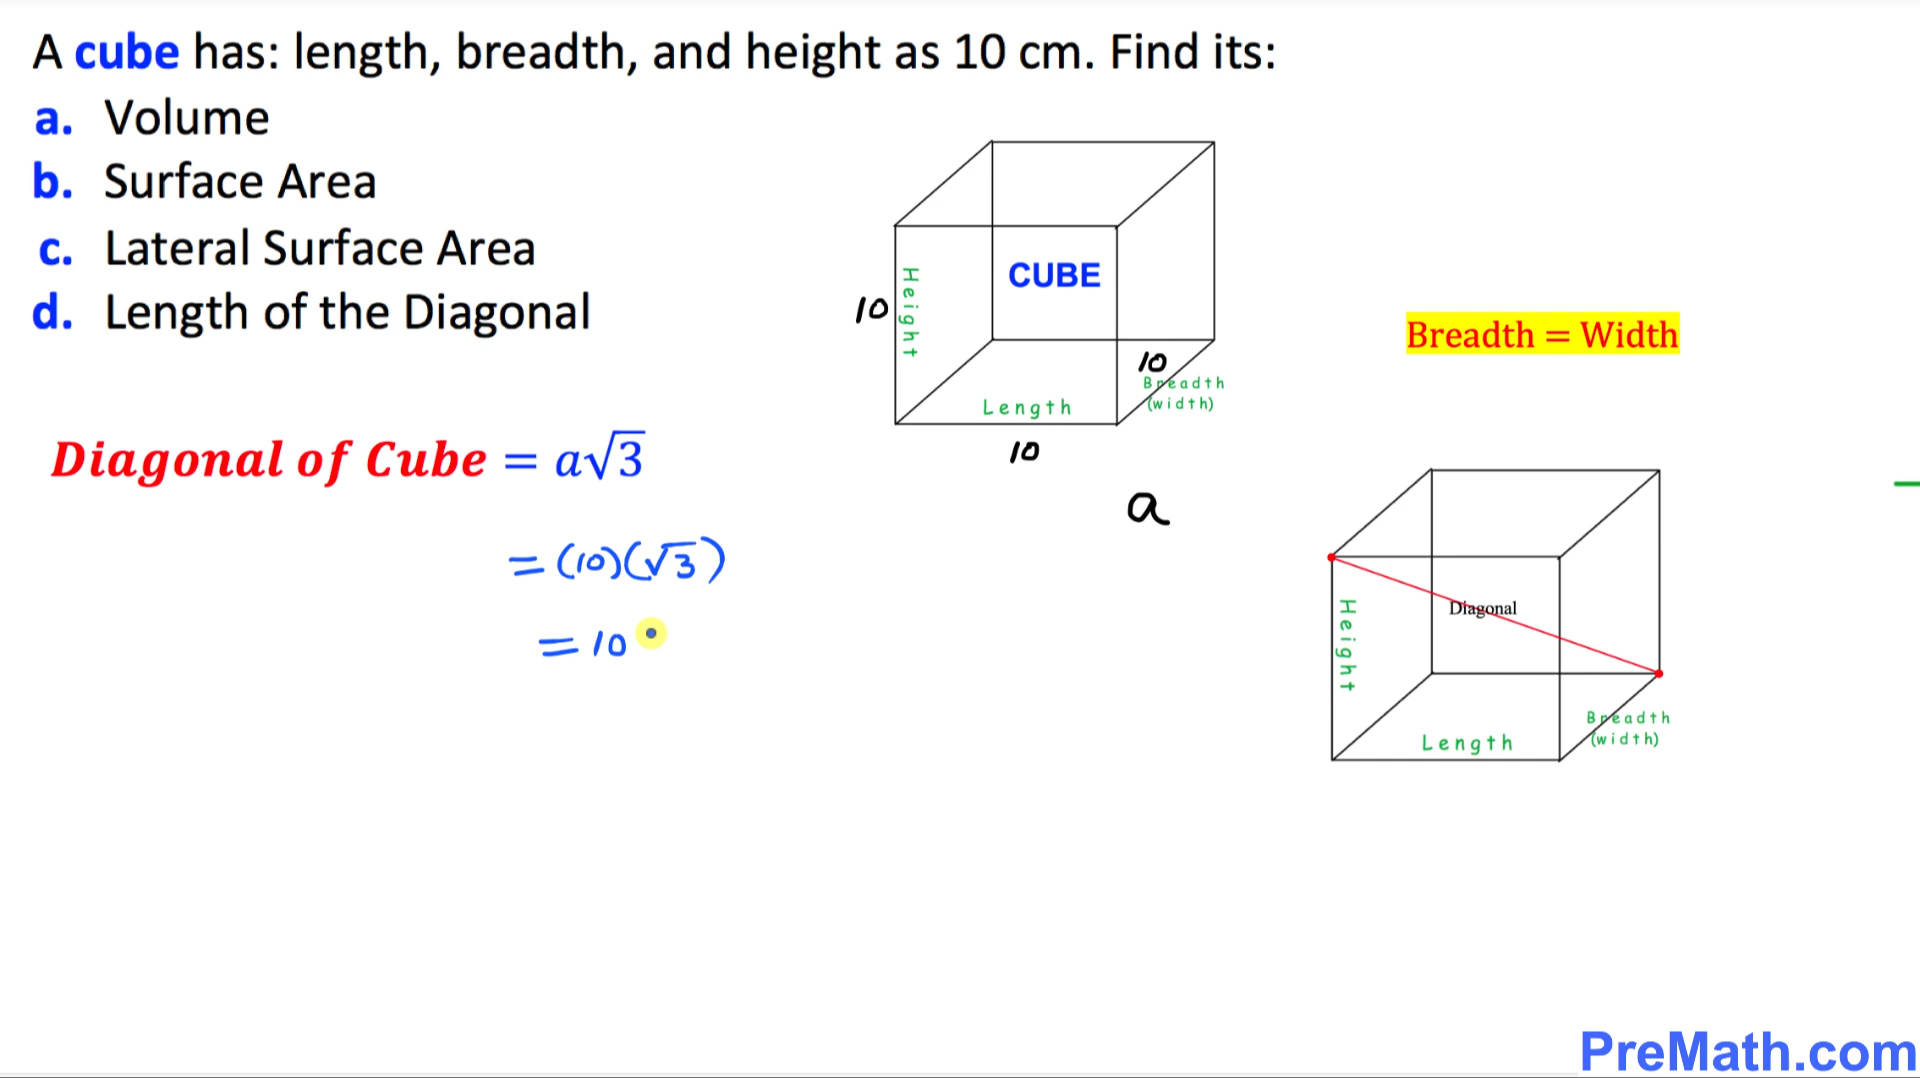 A cube has: length, breadth, and height as 10 cm. Find its:
a. Volume
b. Surface Area
c. Lateral Surface Area
d. Length of the Diagonal
CUBE
Height
10
10
Breadth
(width)
Length
10
a
Breadth = Width
Diagonal of Cube = a√3
= (10)(√3)
= 10
Diagonal
Height
Breadth
(width)
Length
PreMath.com